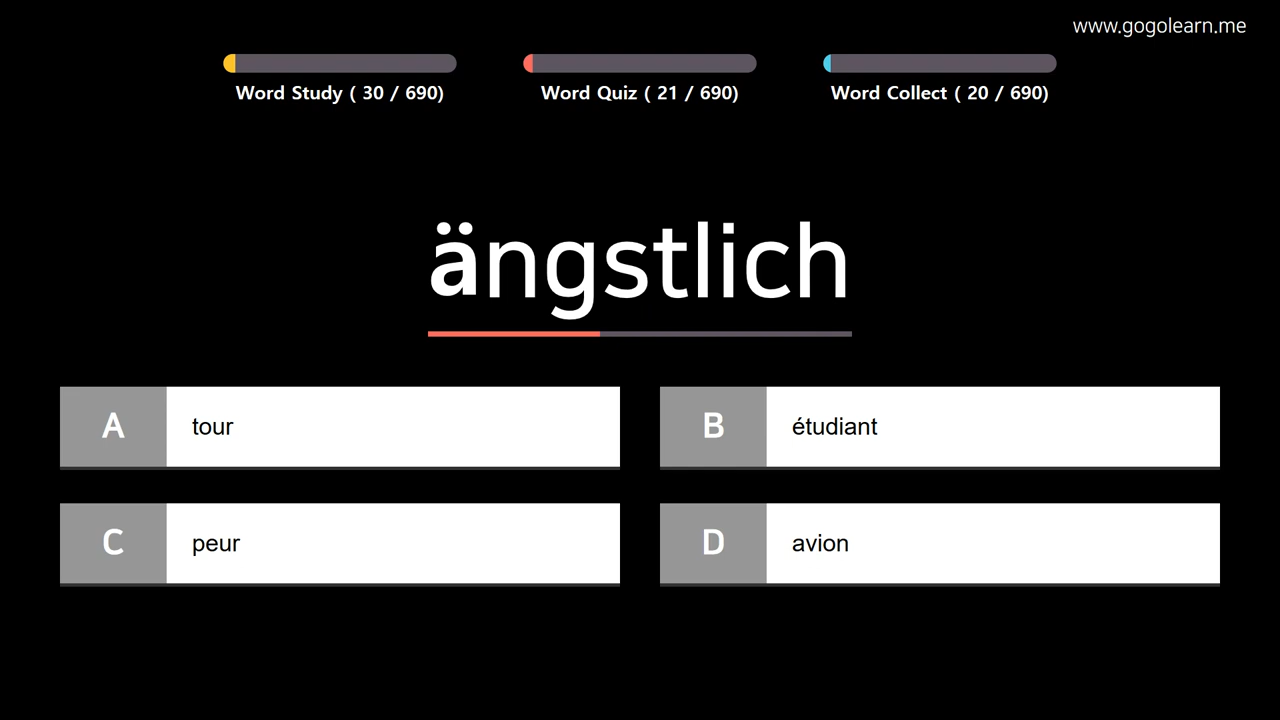 www.gogolearn.me
Word Study ( 30 / 690)
Word Quiz ( 21 / 690)
Word Collect ( 20 / 690)
ängstlich
A
tour
B
étudiant
C
peur
D
avion